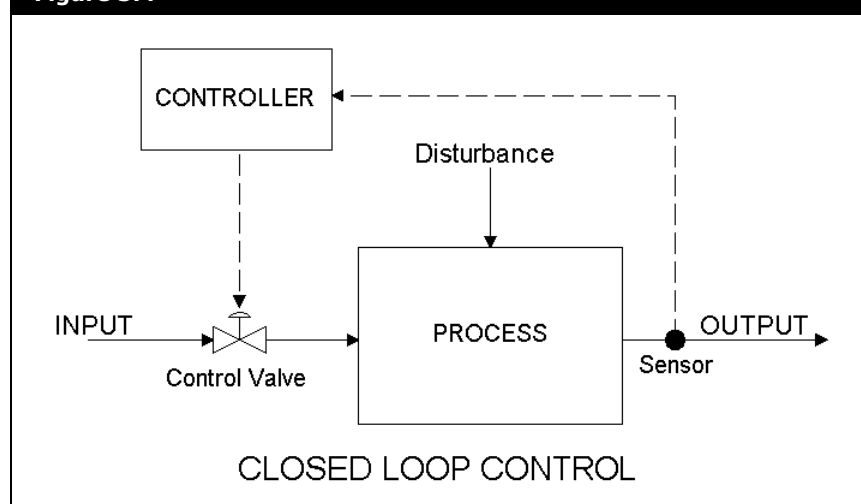 CONTROLLER
Disturbance
INPUT
PROCESS
OUTPUT
Control Valve
Sensor
CLOSED LOOP CONTROL